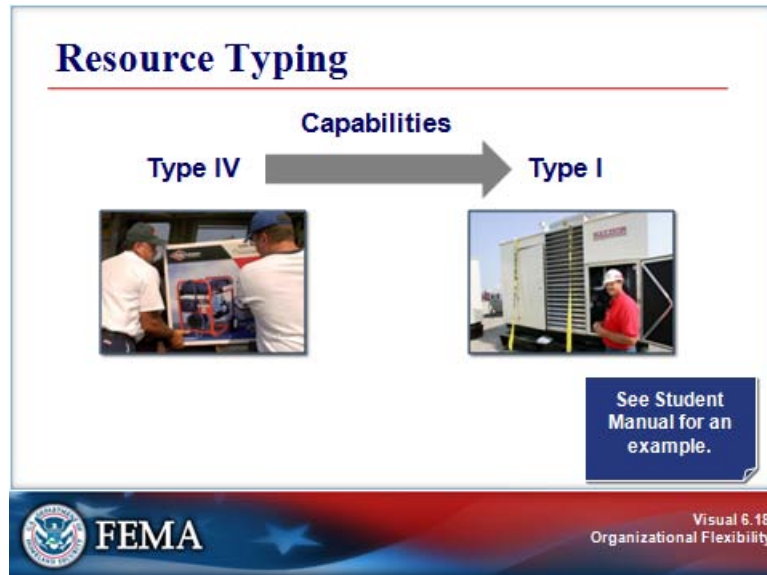 Resource Typing
Capabilities
Type IV
Type I
See Student
Manual for an
example.
FEMA
Visual 6.18
Organizational Flexibility